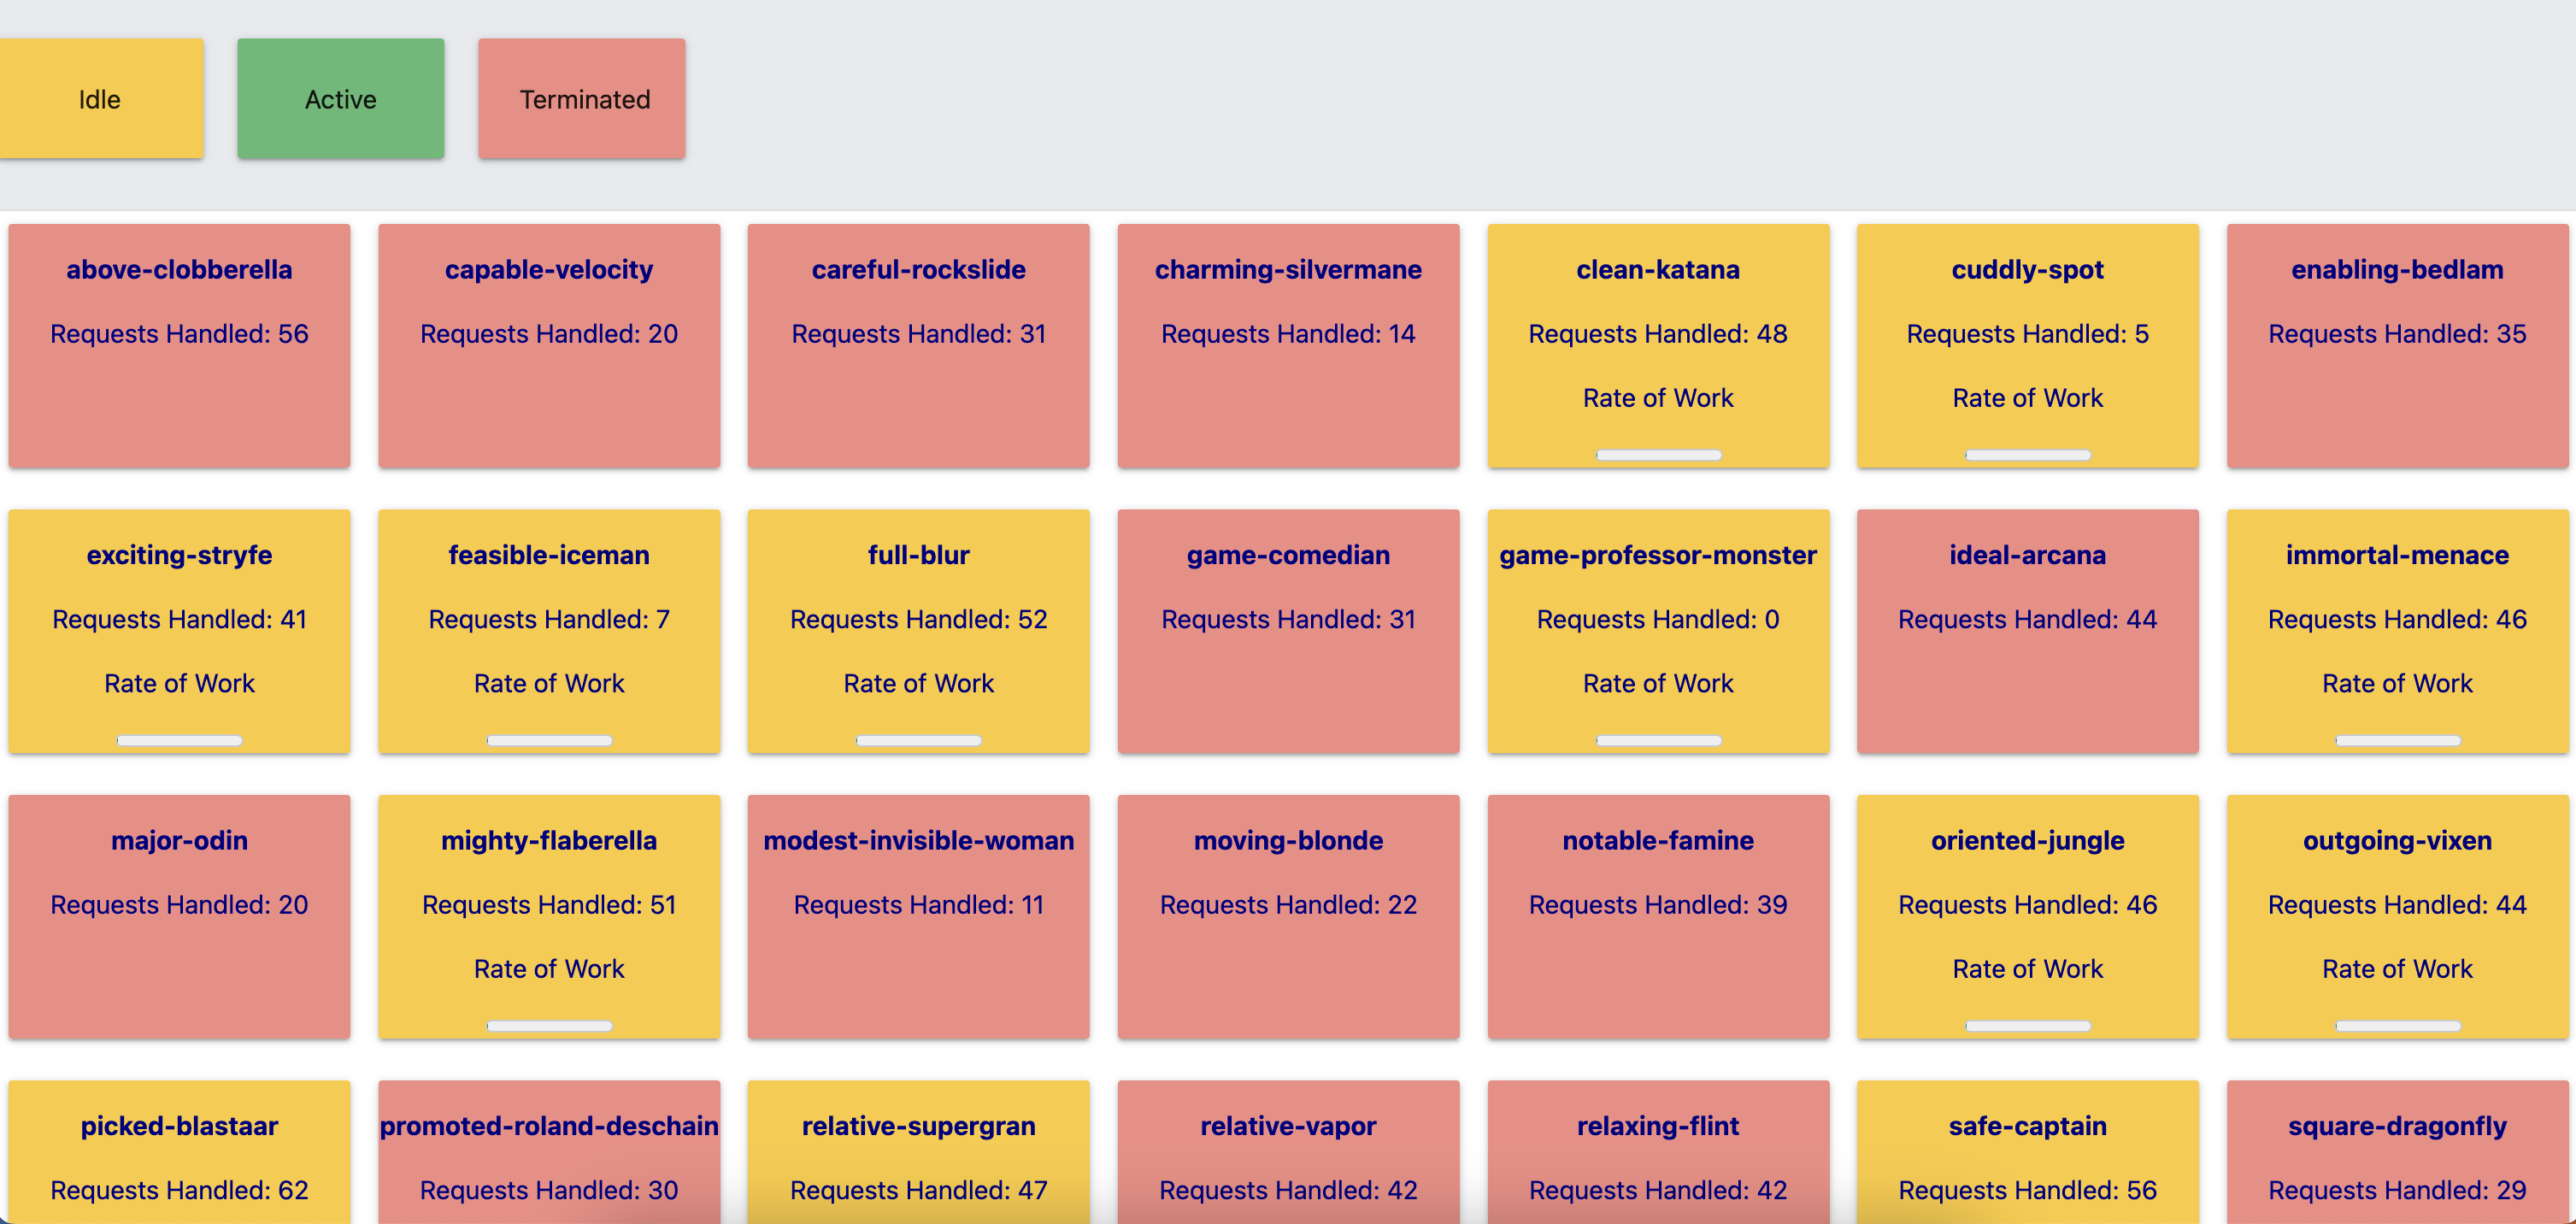 Idle
Active
Terminated
above-clobberella
Requests Handled: 56
capable-velocity
Requests Handled: 20
careful-rockslide
Requests Handled: 31
charming-silvermane
Requests Handled: 14
clean-katana
Requests Handled: 48
Rate of Work
cuddly-spot
Requests Handled: 5
Rate of Work
enabling-bedlam
Requests Handled: 35
exciting-stryfe
Requests Handled: 41
Rate of Work
feasible-iceman
Requests Handled: 7
Rate of Work
full-blur
Requests Handled: 52
Rate of Work
game-comedian
Requests Handled: 31
game-professor-monster
Requests Handled: 0
Rate of Work
ideal-arcana
Requests Handled: 44
immortal-menace
Requests Handled: 46
Rate of Work
major-odin
Requests Handled: 20
mighty-flaberella
Requests Handled: 51
Rate of Work
modest-invisible-woman
Requests Handled: 11
moving-blonde
Requests Handled: 22
notable-famine
Requests Handled: 39
oriented-jungle
Requests Handled: 46
Rate of Work
outgoing-vixen
Requests Handled: 44
Rate of Work
picked-blastaar
Requests Handled: 62
promoted-roland-deschain
Requests Handled: 30
relative-supergran
Requests Handled: 47
relative-vapor
Requests Handled: 42
relaxing-flint
Requests Handled: 42
safe-captain
Requests Handled: 56
square-dragonfly
Requests Handled: 29